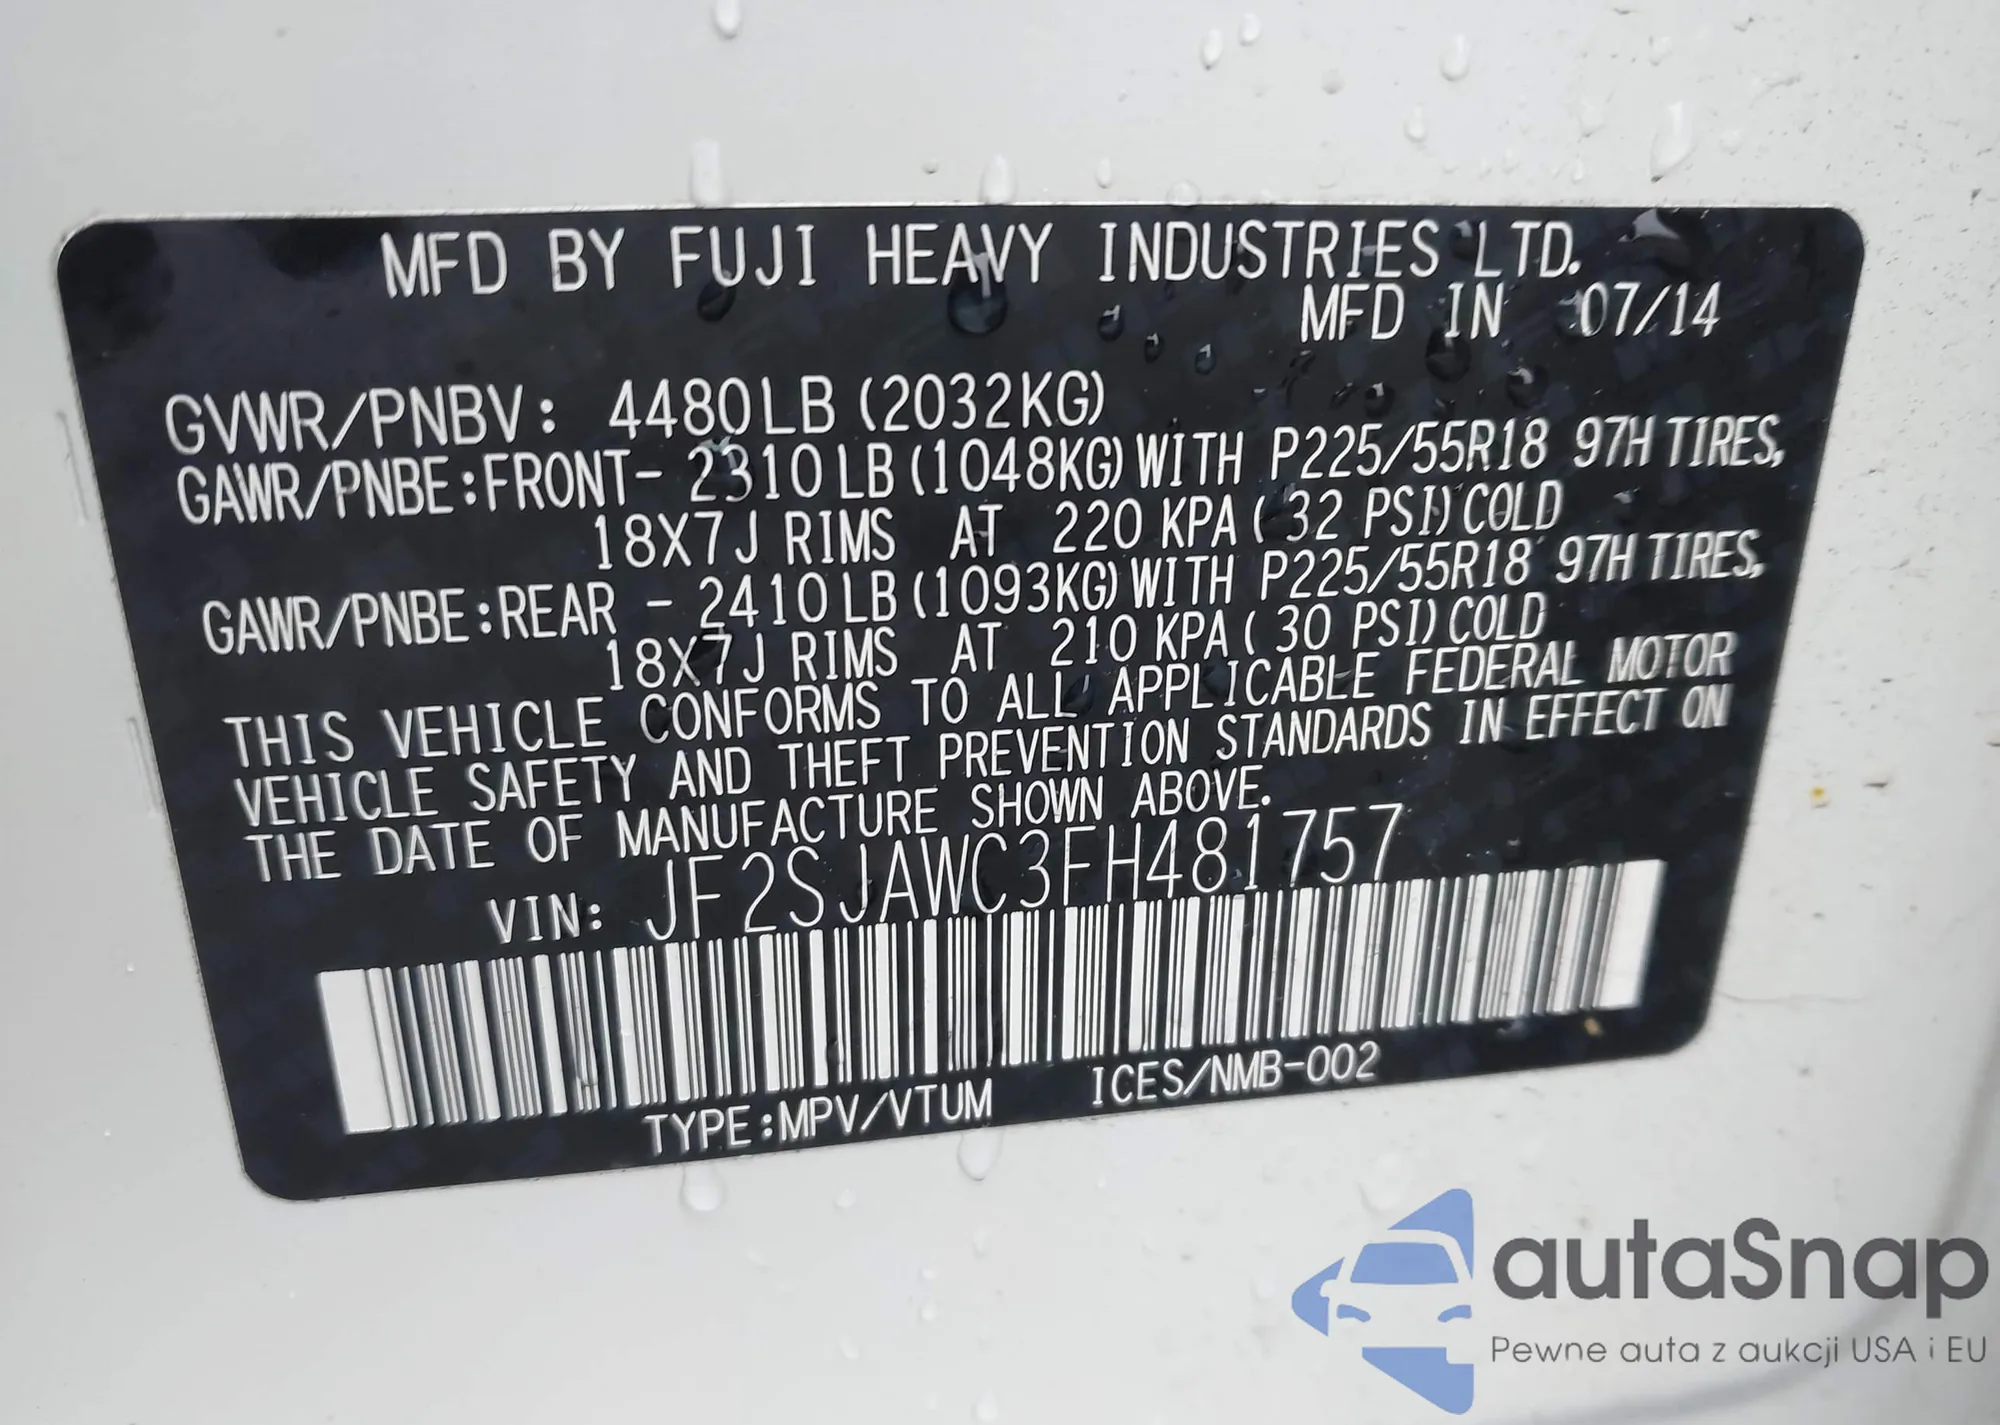 MFD BY FUJI HEAVY INDUSTRIES LTD.
MFD IN 07/14
GVWR/PNBV: 4480LB (2032KG)
GAWR/PNBE:FRONT- 2310LB (1048KG) WITH P225/55R18 97H TIRES,
18X7J RIMS AT 220 KPA ( 32 PSI) COLD
GAWR/PNBE:REAR - 2410LB (1093KG) WITH P225/55R18 97H TIRES,
18X7J RIMS AT 210 KPA ( 30 PSI) COLD
THIS VEHICLE CONFORMS TO ALL APPLICABLE FEDERAL MOTOR
VEHICLE SAFETY AND THEFT PREVENTION STANDARDS IN EFFECT ON
THE DATE OF MANUFACTURE SHOWN ABOVE.
VIN: JF2SJAWC3FH481757
TYPE:MPV/VTUM ICES/NMB-002
autaSnap
Pewne auta z aukcji USA i EU